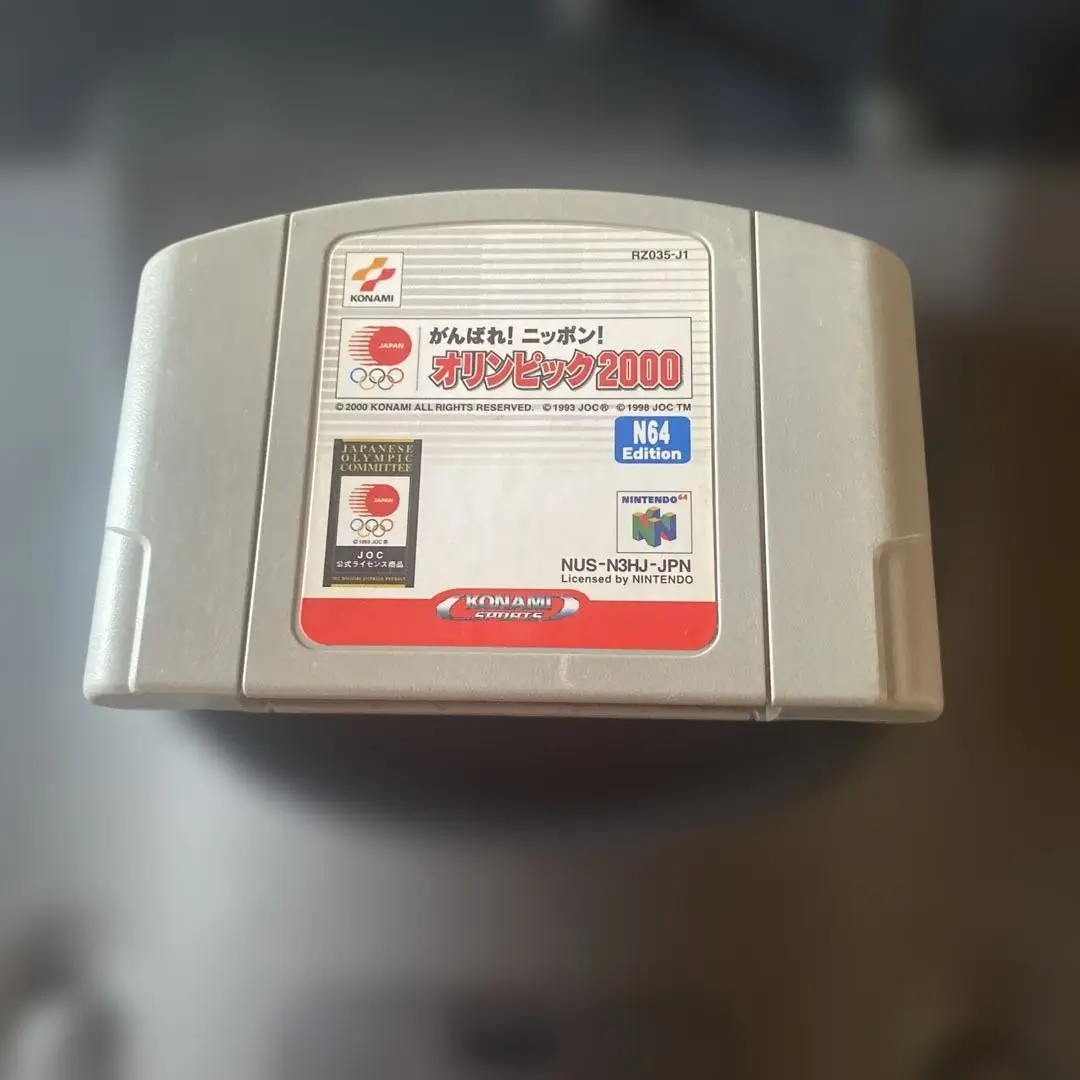 RZ035-J1
KONAMI
JAPAN
がんばれ！ニッポン！
オリンピック2000
©2000 KONAMI ALL RIGHTS RESERVED. ©1993 JOC® ©1998 JOC TM
N64
Edition
JAPANESE
OLYMPIC
COMMITTEE
JAPAN
©1993 JOC®
JOC
公式ライセンス商品
NINTENDO 64
NUS-N3HJ-JPN
Licensed by NINTENDO
KONAMI
SPORTS